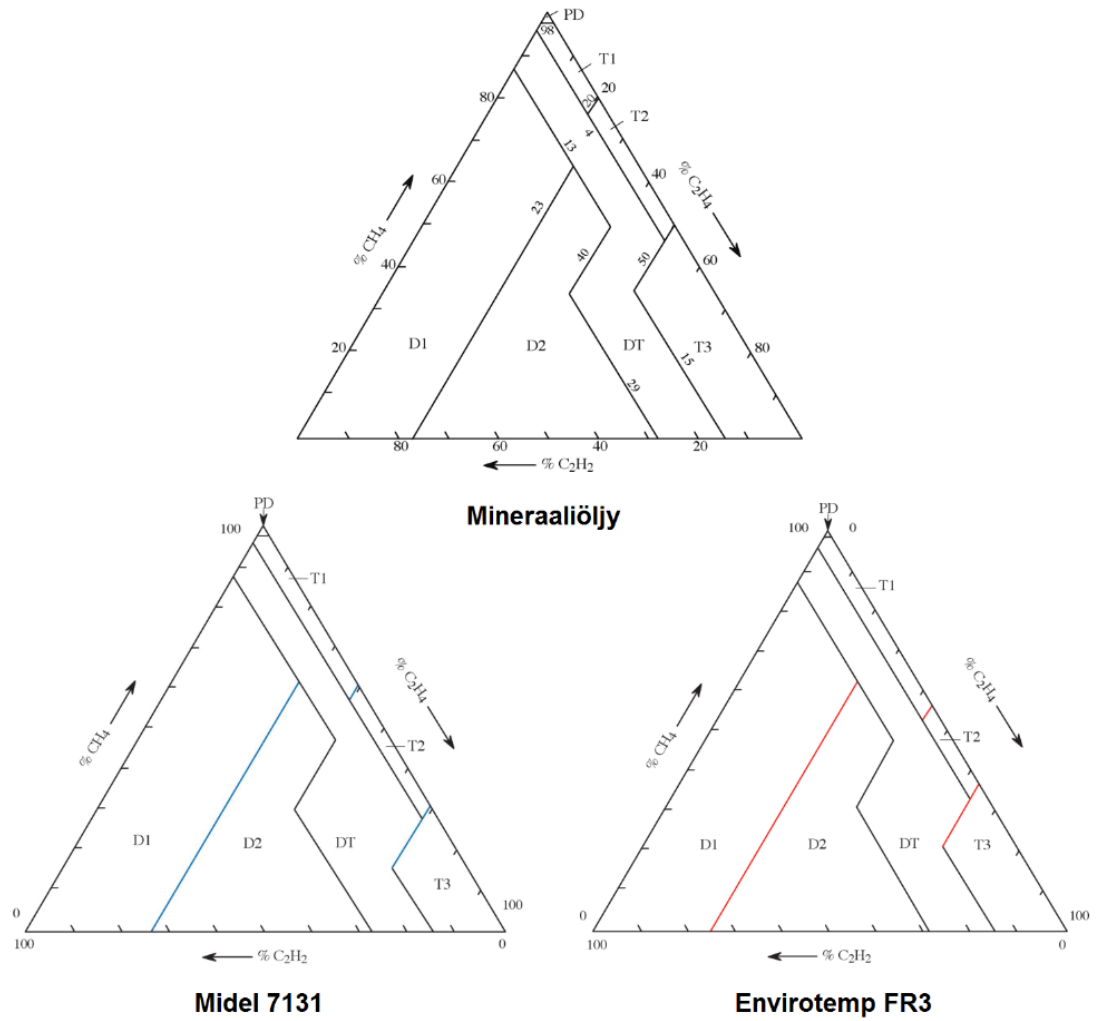 PD
98
T1
20
20
80
T2
4
13
% C₂H₄
40
60
% CH₄
23
40
50
60
40
D1
D2
DT
T3
20
80
15
29
80
60
40
20
% C₂H₂
Mineraaliöljy
PD
100
T1
% C₂H₄
% CH₄
T2
D1
D2
DT
T3
0
100
100
0
% C₂H₂
Midel 7131
PD
100
0
T1
% C₂H₄
% CH₄
T2
D1
D2
DT
T3
0
100
100
0
% C₂H₂
Envirotemp FR3